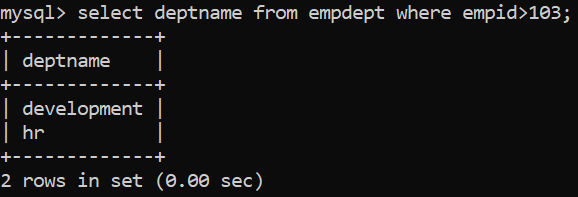 mysql> select deptname from empdept where empid>103;
+-------------+
| deptname    |
+-------------+
| development |
| hr          |
+-------------+
2 rows in set (0.00 sec)